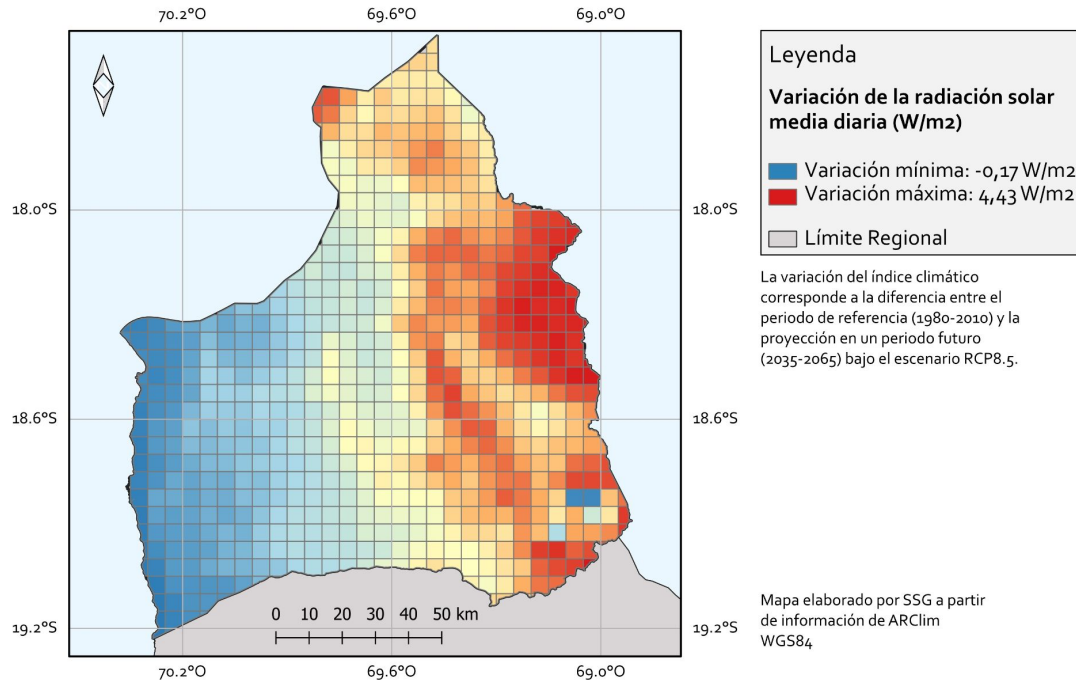 70.2°O 69.6°O 69.0°O
18.0°S 18.0°S
18.6°S 18.6°S
19.2°S 19.2°S
0 10 20 30 40 50 km
70.2°O 69.6°O 69.0°O
Leyenda
Variación de la radiación solar
media diaria (W/m2)
Variación mínima: -0,17 W/m2
Variación máxima: 4,43 W/m2
Límite Regional
La variación del índice climático
corresponde a la diferencia entre el
periodo de referencia (1980-2010) y la
proyección en un periodo futuro
(2035-2065) bajo el escenario RCP8.5.
Mapa elaborado por SSG a partir
de información de ARClim
WGS84